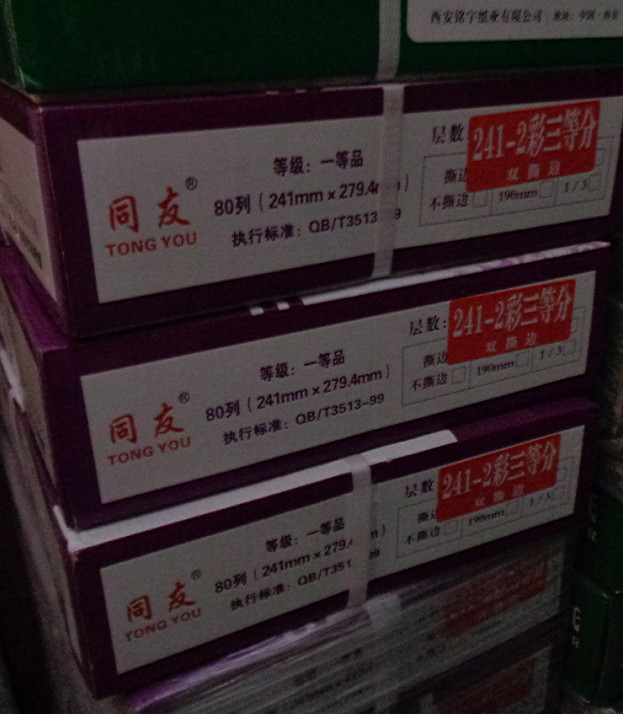 西安铭宇纸业有限公司
同友®
TONG YOU
等级：一等品
80列（241mm×279.4
执行标准：QB/T3513
9
层数
241-2彩三等分
双撕边
撕边
不撕边
190mm
1/3
同友®
TONG YOU
等级：一等品
80列（241mm×279.4mm）
执行标准：QB/T3513-99
层数：
241-2彩三等分
双撕边
撕边
不撕边
190mm
1/3
同友®
TONG YOU
等级：一等品
80列（241mm×279.
m）
执行标准：QB/T351
99
层数
241-2彩三等分
双撕边
撕
不撕边
190mm
1/3